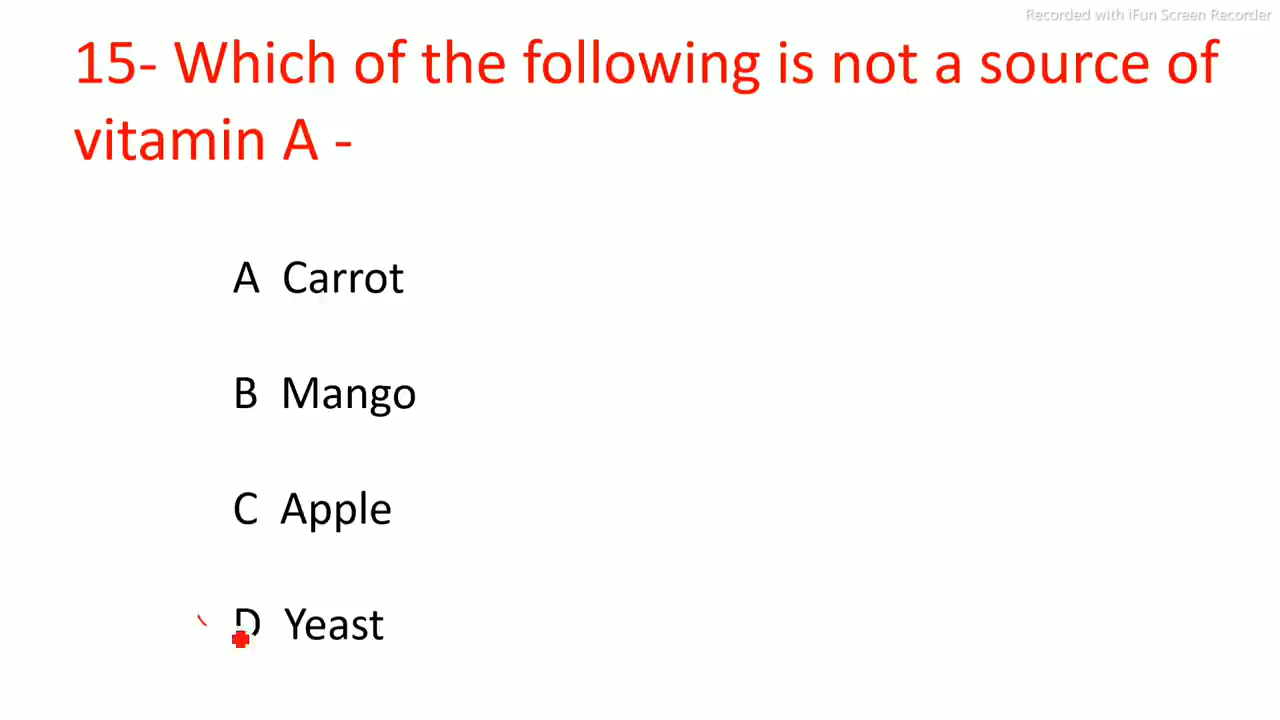 Recorded with iFun Screen Recorder
15- Which of the following is not a source of
vitamin A -
A Carrot
B Mango
C Apple
D Yeast